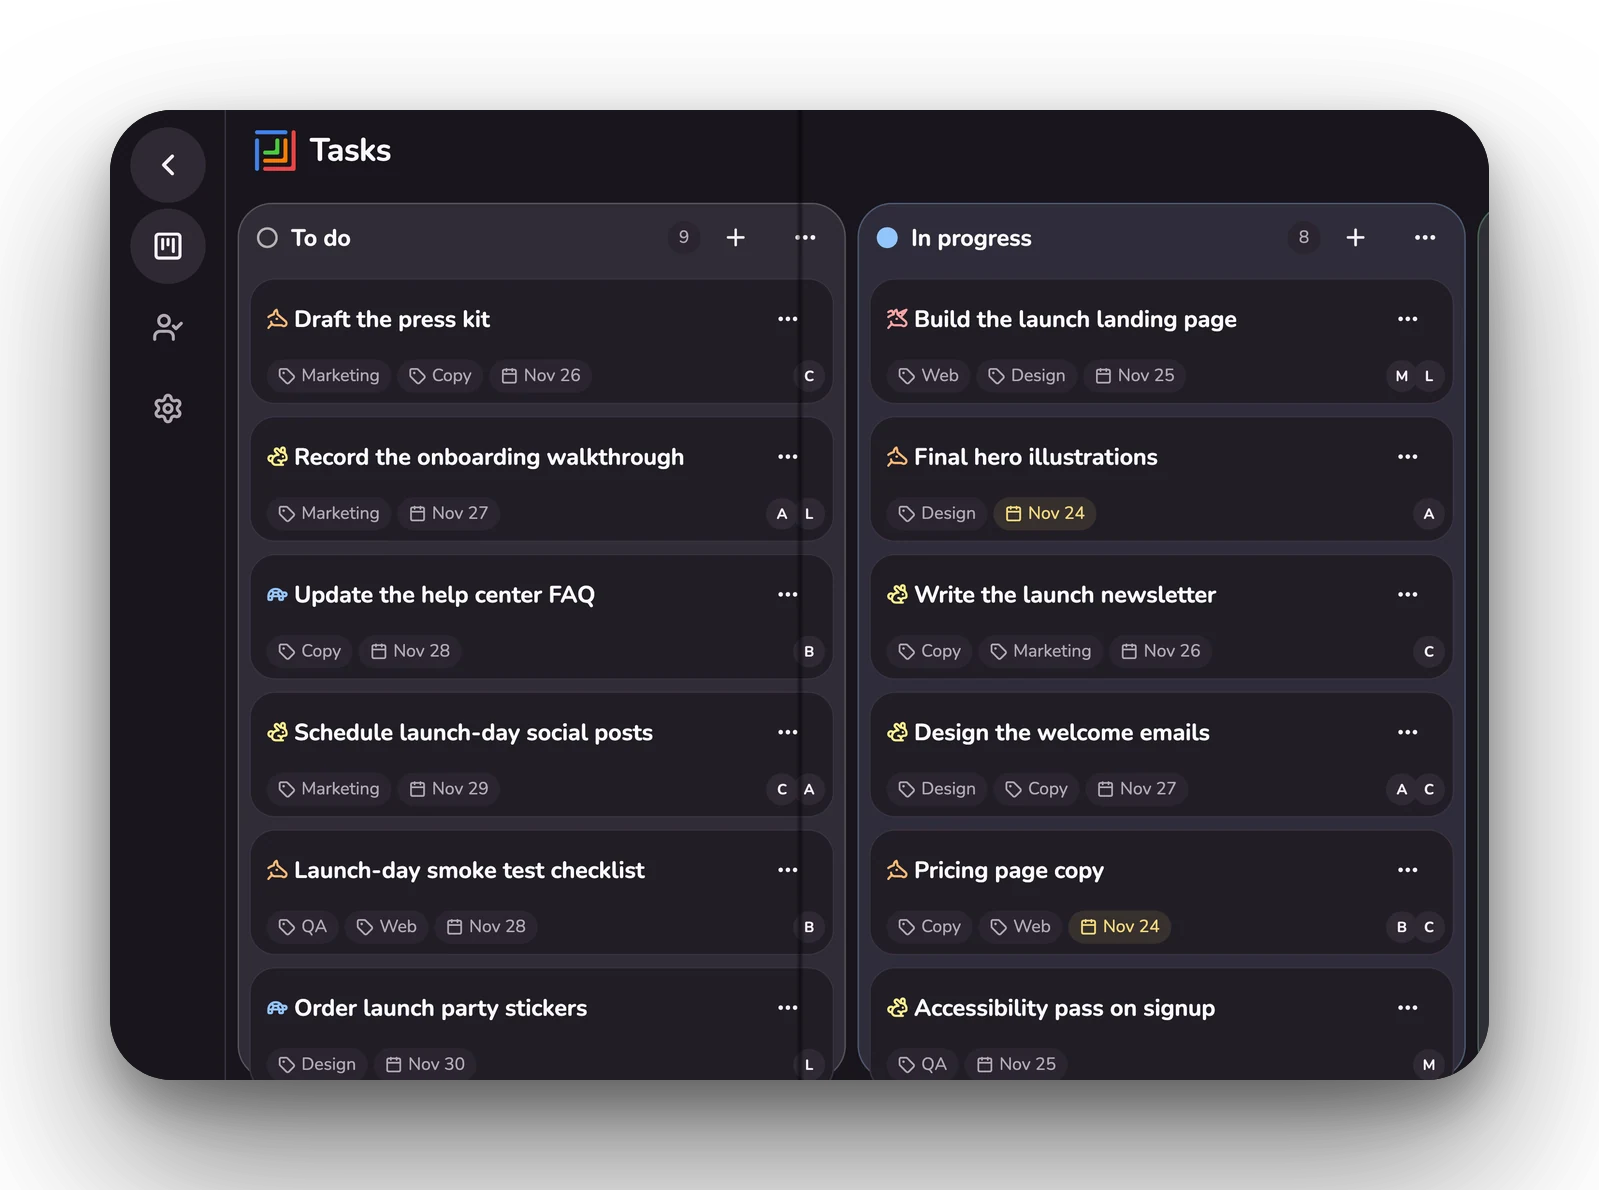 Tasks
To do 9
Draft the press kit
Marketing Copy Nov 26 C
Record the onboarding walkthrough
Marketing Nov 27 A L
Update the help center FAQ
Copy Nov 28 B
Schedule launch-day social posts
Marketing Nov 29 C A
Launch-day smoke test checklist
QA Web Nov 28 B
Order launch party stickers
Design Nov 30 L
In progress 8
Build the launch landing page
Web Design Nov 25 M L
Final hero illustrations
Design Nov 24 A
Write the launch newsletter
Copy Marketing Nov 26 C
Design the welcome emails
Design Copy Nov 27 A C
Pricing page copy
Copy Web Nov 24 B C
Accessibility pass on signup
QA Nov 25 M